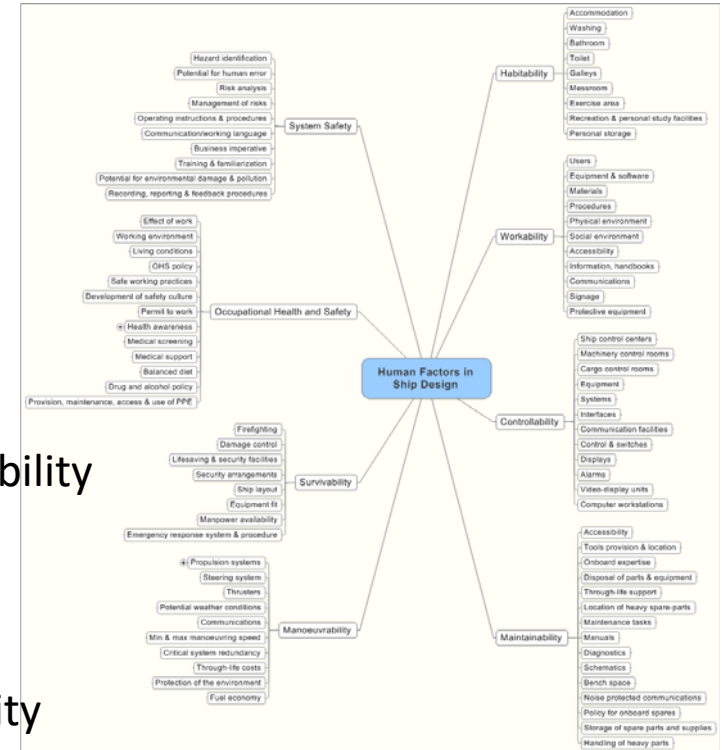 Accommodation
Washing
Bathroom
Toilet
Galleys
Messroom
Exercise area
Recreation & personal study facilities
Personal storage
Habitability
Hazard identification
Potential for human error
Risk analysis
Management of risks
Operating instructions & procedures
Communication/working language
Business imperative
Training & familiarization
Potential for environmental damage & pollution
Recording, reporting & feedback procedures
System Safety
Users
Equipment & software
Materials
Procedures
Physical environment
Social environment
Accessibility
Information, handbooks
Communications
Signage
Protective equipment
Workability
Effect of work
Working environment
Living conditions
OHS policy
Safe working practices
Development of safety culture
Permit to work
Health awareness
Medical screening
Medical support
Balanced diet
Drug and alcohol policy
Provision, maintenance, access & use of PPE
Occupational Health and Safety
Human Factors in
Ship Design
Ship control centers
Machinery control rooms
Cargo control rooms
Equipment
Systems
Interfaces
Communication facilities
Control & switches
Displays
Alarms
Video-display units
Computer workstations
Controllability
Firefighting
Damage control
Lifesaving & security facilities
Security arrangements
Ship layout
Equipment fit
Manpower availability
Emergency response system & procedure
Survivability
bility
Accessibility
Tools provision & location
Onboard expertise
Disposal of parts & equipment
Through-life support
Location of heavy spare-parts
Maintenance tasks
Manuals
Diagnostics
Schematics
Bench space
Noise protected communications
Policy for onboard spares
Storage of spare parts and supplies
Handling of heavy parts
Maintainability
Propulsion systems
Steering system
Thrusters
Potential weather conditions
Communications
Min & max manoeuvring speed
Critical system redundancy
Through-life costs
Protection of the environment
Fuel economy
Manoeuvrability
ity